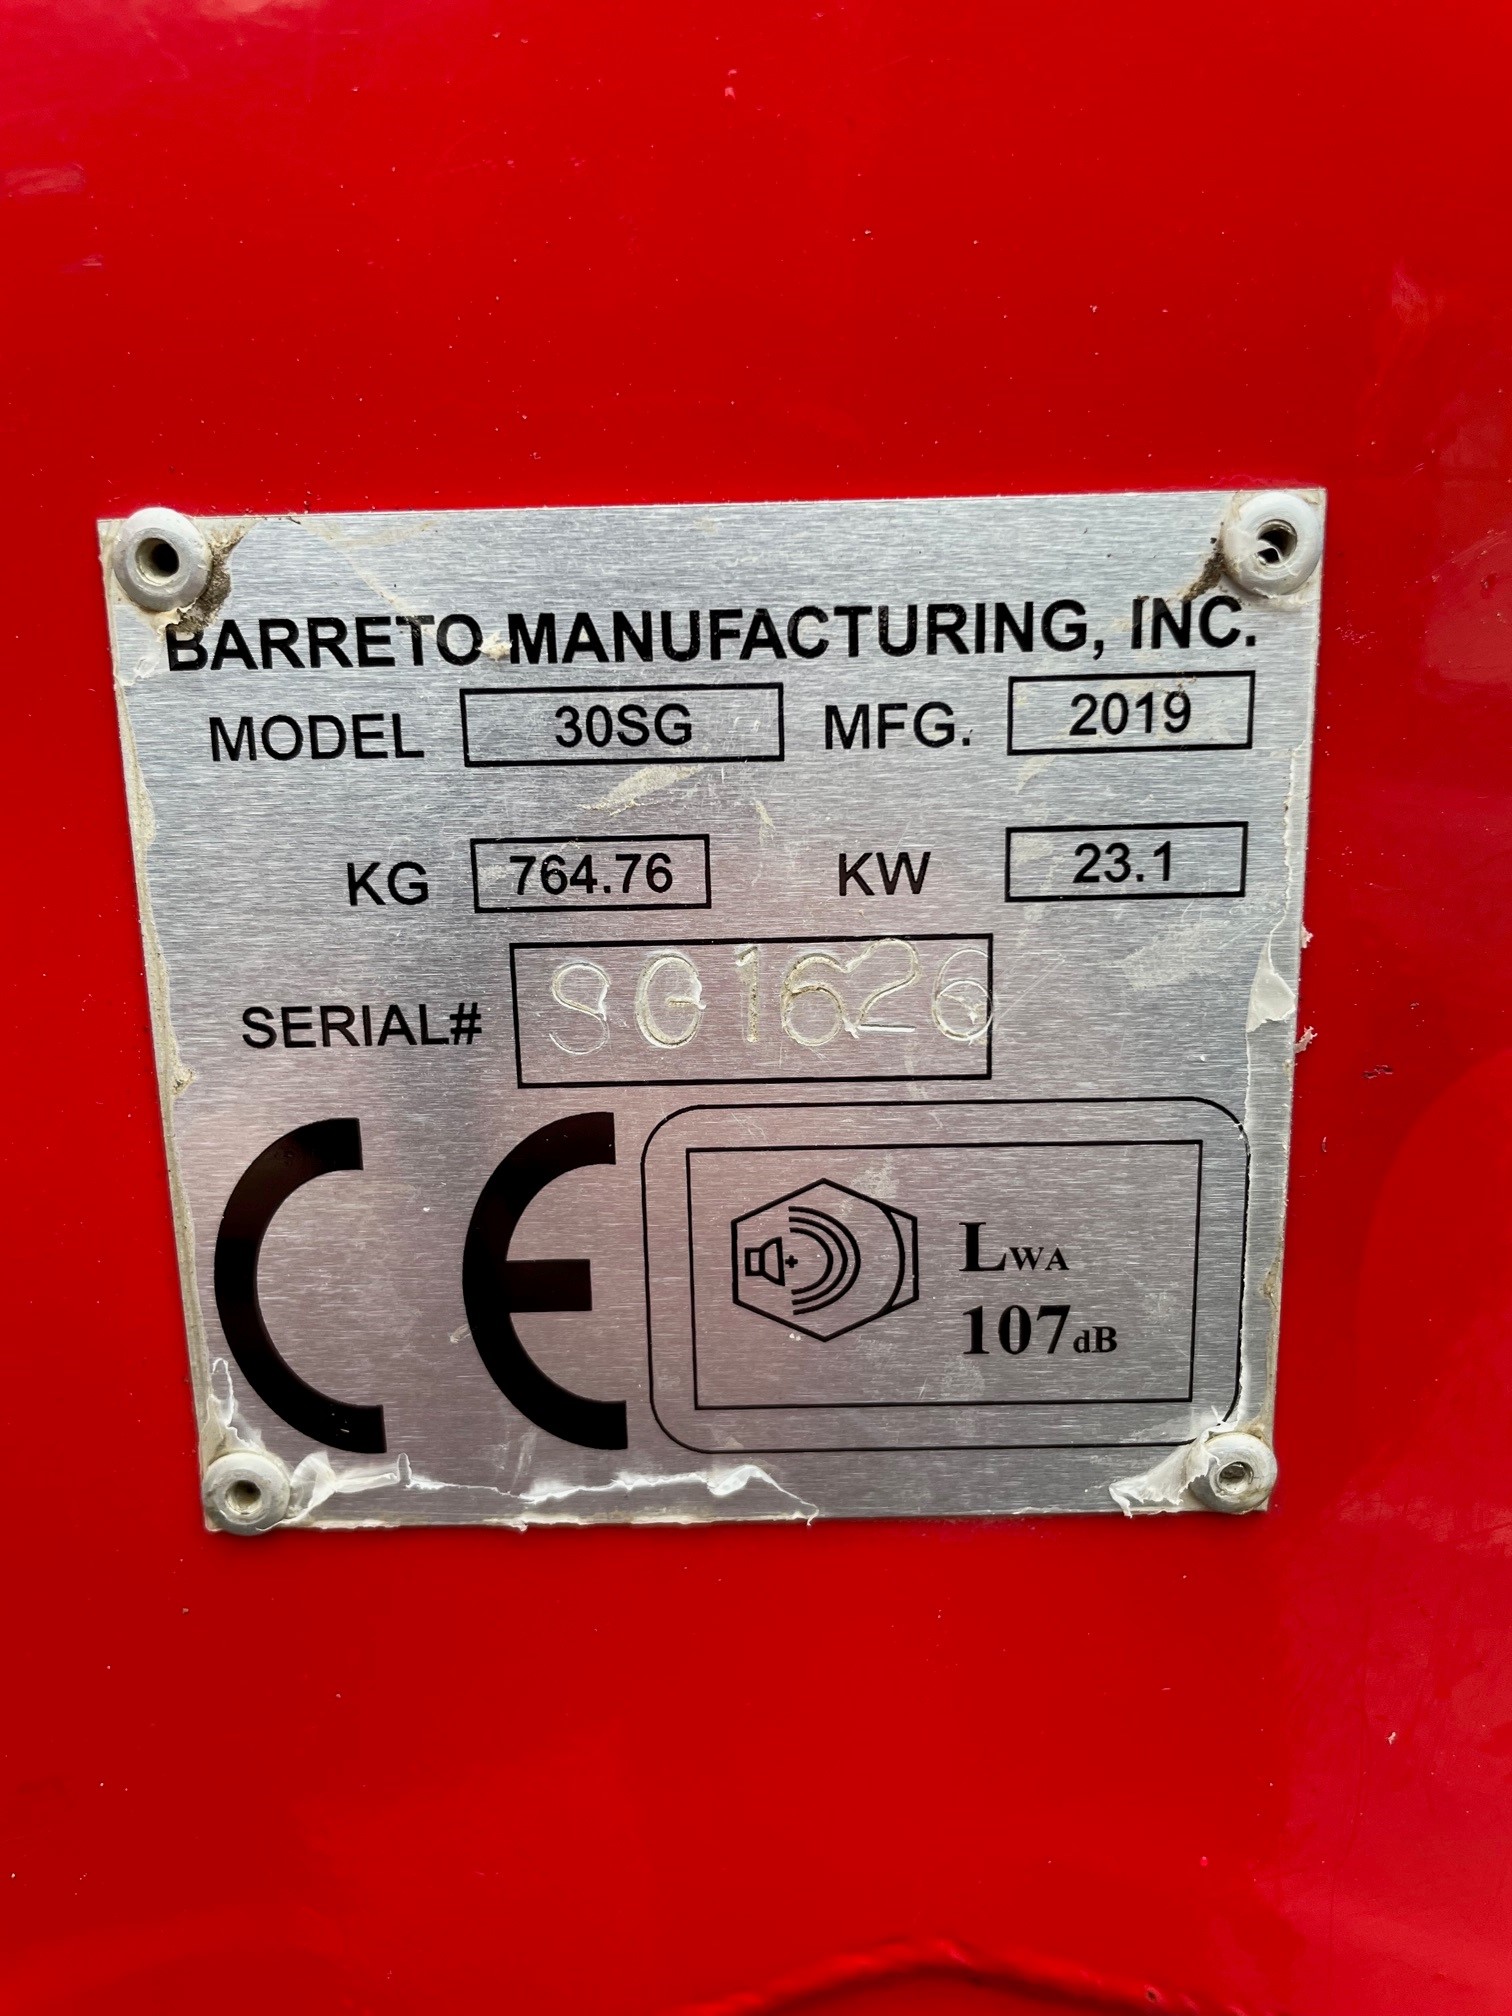 BARRETO MANUFACTURING, INC.
MODEL 30SG MFG. 2019
KG 764.76 KW 23.1
SERIAL# SG1626
CE
LWA
107dB